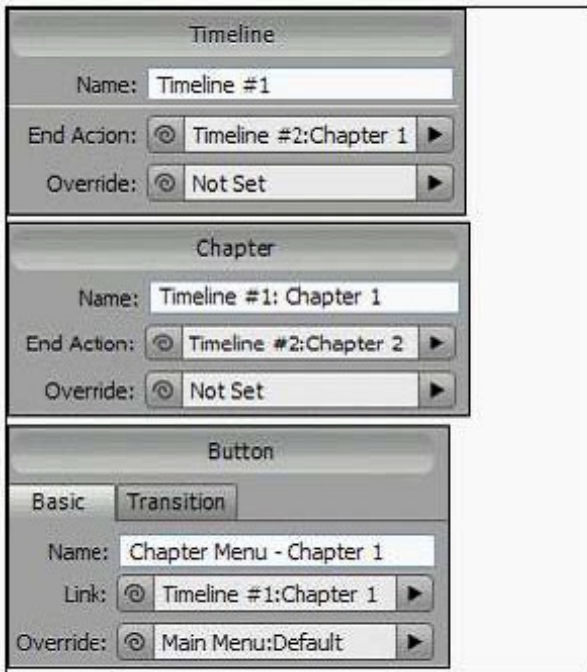 Timeline
Name: Timeline #1
End Action: Timeline #2:Chapter 1
Override: Not Set
Chapter
Name: Timeline #1: Chapter 1
End Action: Timeline #2:Chapter 2
Override: Not Set
Button
Basic Transition
Name: Chapter Menu - Chapter 1
Link: Timeline #1:Chapter 1
Override: Main Menu:Default